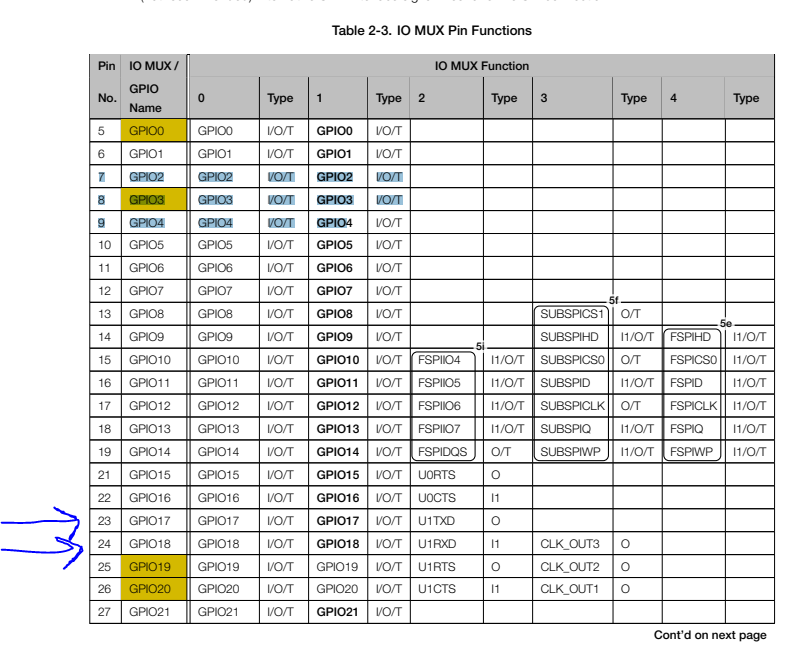 Table 2-3. IO MUX Pin Functions
Pin No. IO MUX / GPIO Name IO MUX Function
0 Type 1 Type 2 Type 3 Type 4 Type
5 GPIO0 GPIO0 I/O/T GPIO0 I/O/T
6 GPIO1 GPIO1 I/O/T GPIO1 I/O/T
7 GPIO2 GPIO2 I/O/T GPIO2 I/O/T
8 GPIO3 GPIO3 I/O/T GPIO3 I/O/T
9 GPIO4 GPIO4 I/O/T GPIO4 I/O/T
10 GPIO5 GPIO5 I/O/T GPIO5 I/O/T
11 GPIO6 GPIO6 I/O/T GPIO6 I/O/T
12 GPIO7 GPIO7 I/O/T GPIO7 I/O/T
5f
13 GPIO8 GPIO8 I/O/T GPIO8 I/O/T SUBSPICS1 O/T
5e
14 GPIO9 GPIO9 I/O/T GPIO9 I/O/T SUBSPIHD I1/O/T FSPIHD I1/O/T
5i
15 GPIO10 GPIO10 I/O/T GPIO10 I/O/T FSPIIO4 I1/O/T SUBSPICS0 O/T FSPICS0 I1/O/T
16 GPIO11 GPIO11 I/O/T GPIO11 I/O/T FSPIIO5 I1/O/T SUBSPID I1/O/T FSPID I1/O/T
17 GPIO12 GPIO12 I/O/T GPIO12 I/O/T FSPIIO6 I1/O/T SUBSPICLK O/T FSPICLK I1/O/T
18 GPIO13 GPIO13 I/O/T GPIO13 I/O/T FSPIIO7 I1/O/T SUBSPIQ I1/O/T FSPIQ I1/O/T
19 GPIO14 GPIO14 I/O/T GPIO14 I/O/T FSPIDQS O/T SUBSPIWP I1/O/T FSPIWP I1/O/T
21 GPIO15 GPIO15 I/O/T GPIO15 I/O/T U0RTS O
22 GPIO16 GPIO16 I/O/T GPIO16 I/O/T U0CTS I1
23 GPIO17 GPIO17 I/O/T GPIO17 I/O/T U1TXD O
24 GPIO18 GPIO18 I/O/T GPIO18 I/O/T U1RXD I1 CLK_OUT3 O
25 GPIO19 GPIO19 I/O/T GPIO19 I/O/T U1RTS O CLK_OUT2 O
26 GPIO20 GPIO20 I/O/T GPIO20 I/O/T U1CTS I1 CLK_OUT1 O
27 GPIO21 GPIO21 I/O/T GPIO21 I/O/T
Cont'd on next page